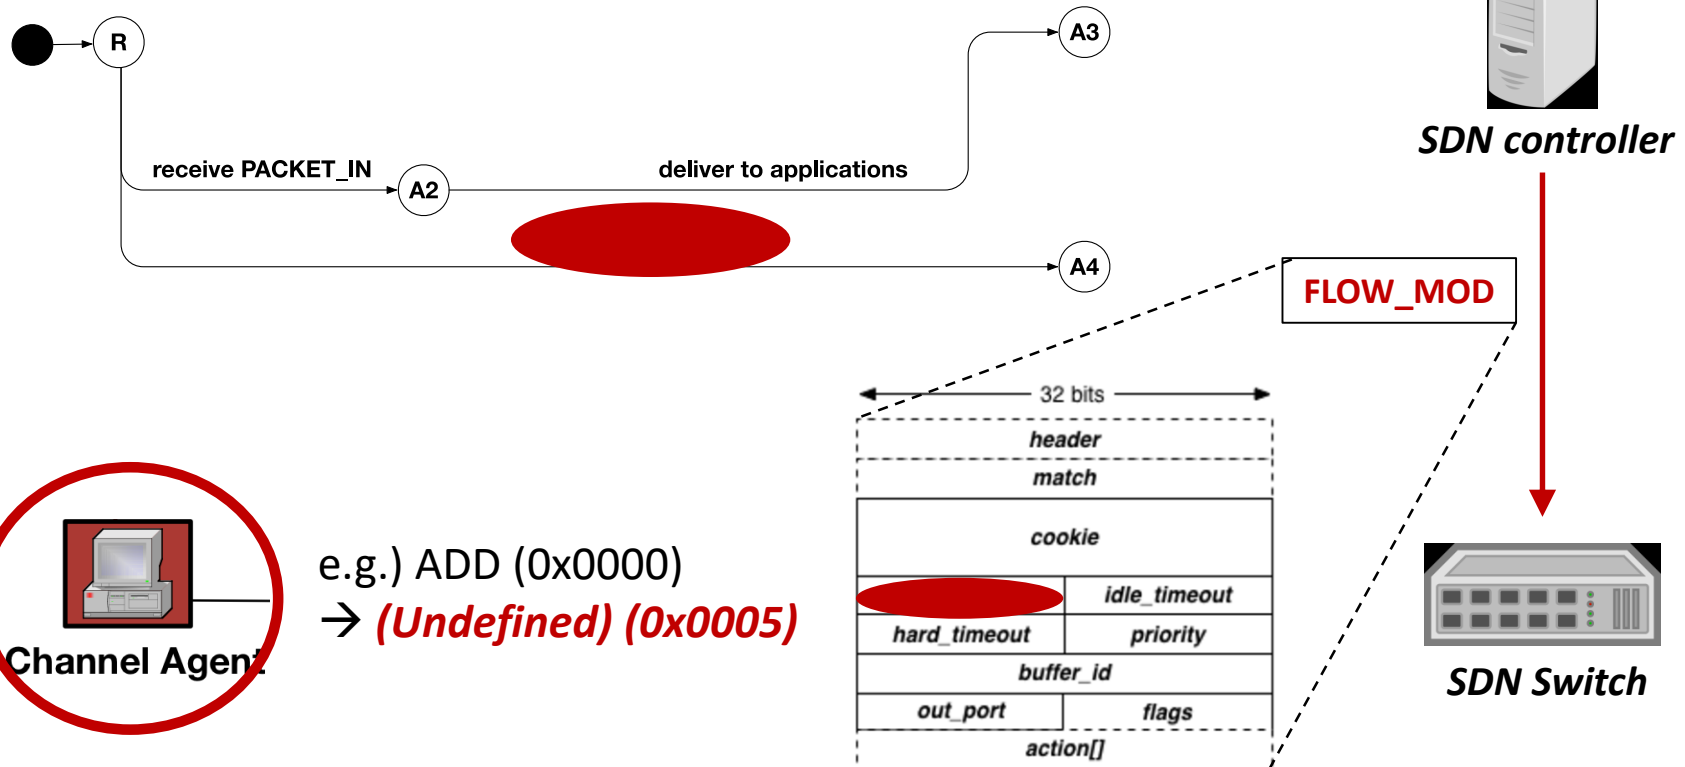 R
A3
receive PACKET_IN
A2
deliver to applications
A4
SDN controller
FLOW_MOD
32 bits
header
match
cookie
idle_timeout
hard_timeout
priority
buffer_id
out_port
flags
action[]
Channel Agent
e.g.) ADD (0x0000)
→ (Undefined) (0x0005)
SDN Switch